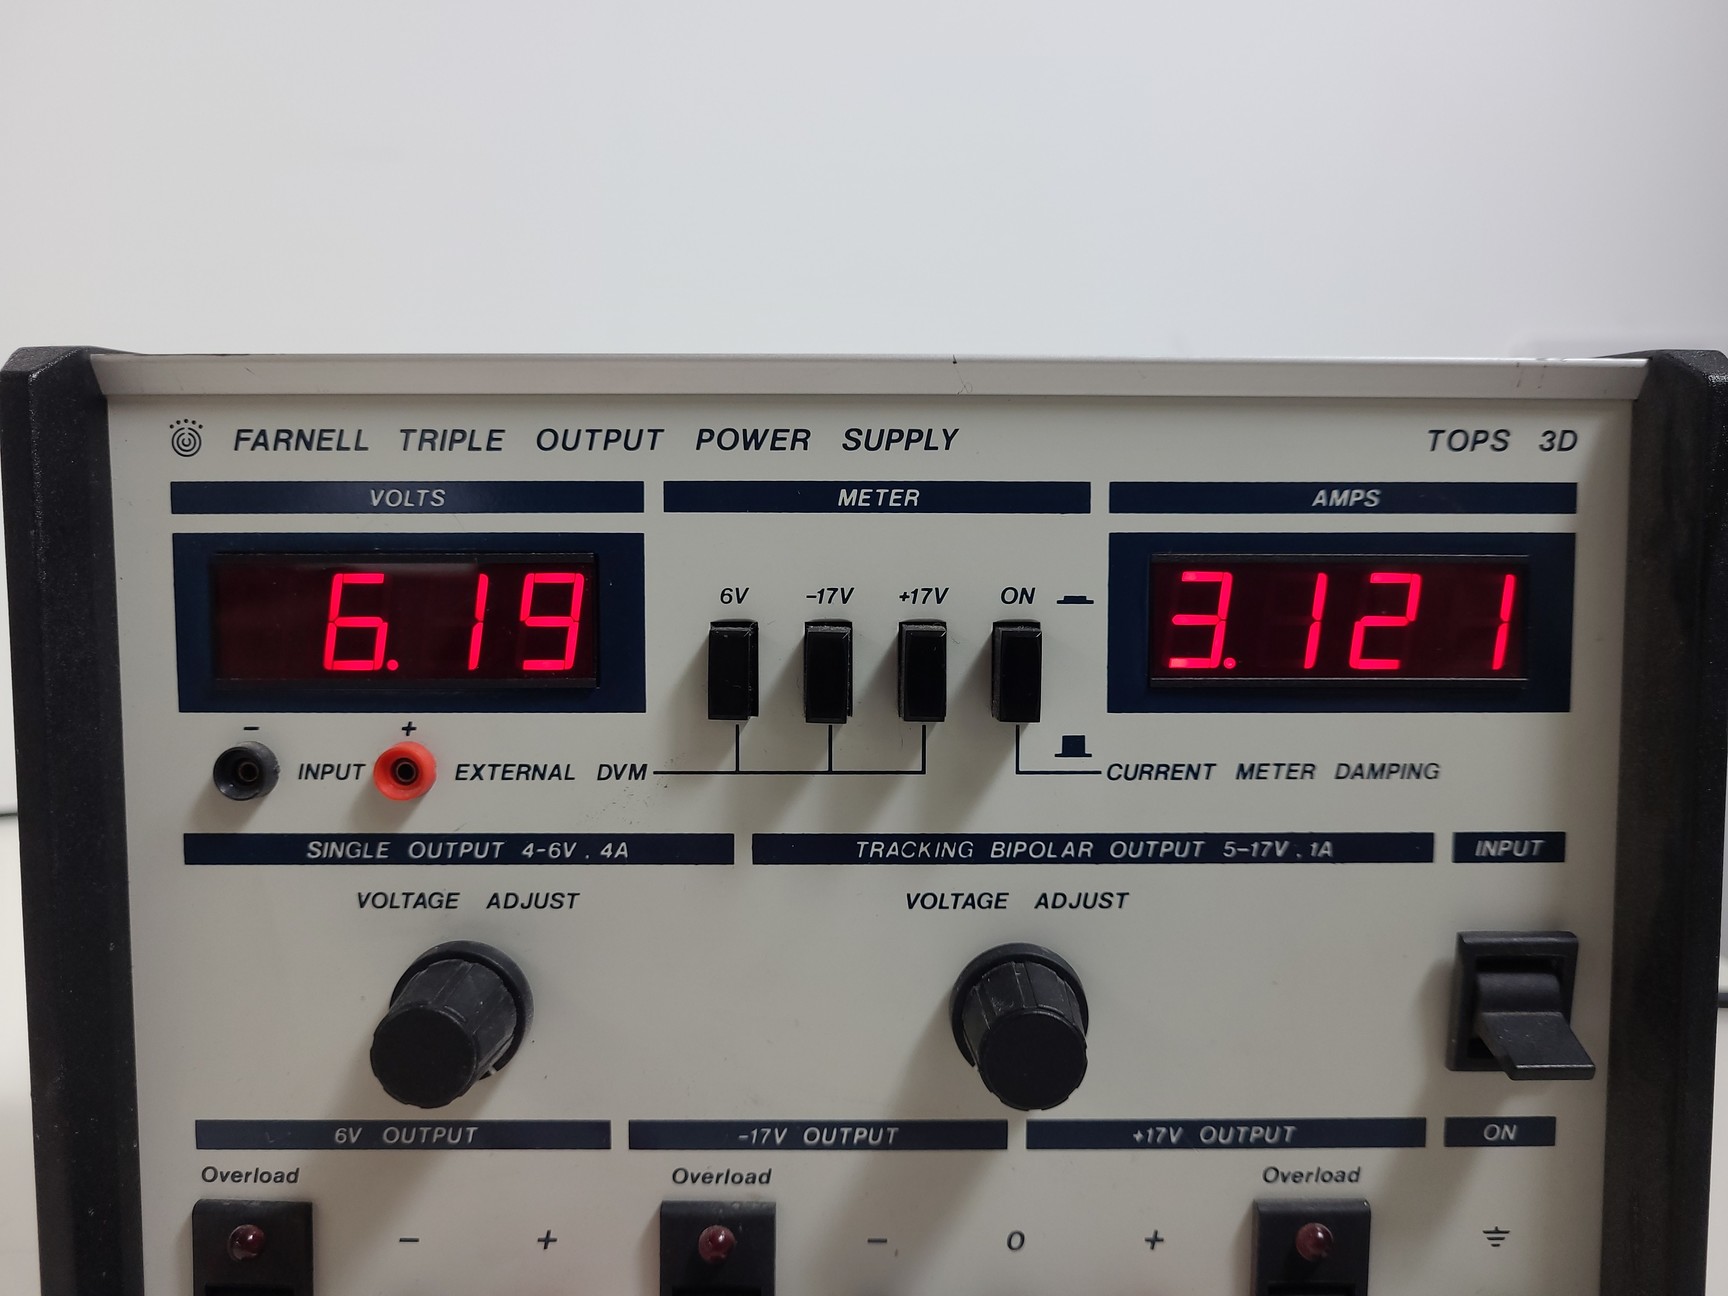 FARNELL TRIPLE OUTPUT POWER SUPPLY TOPS 3D
VOLTS METER AMPS
6.19 3.121
6V -17V +17V ON
- +
INPUT EXTERNAL DVM CURRENT METER DAMPING
SINGLE OUTPUT 4-6V . 4A TRACKING BIPOLAR OUTPUT 5-17V . 1A INPUT
VOLTAGE ADJUST VOLTAGE ADJUST
6V OUTPUT -17V OUTPUT +17V OUTPUT ON
Overload Overload Overload
- + - 0 +